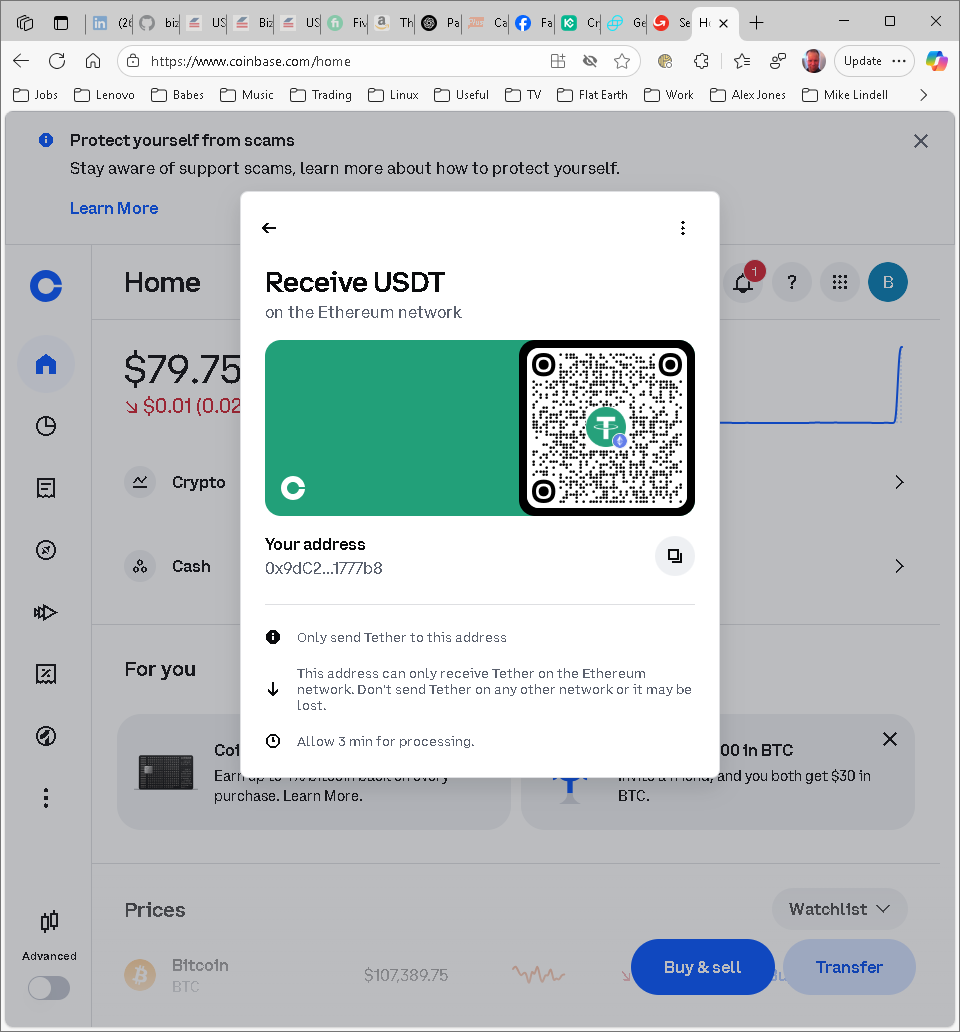 (26
biz
US
Biz
US
Fiv
Th
Pa
Ca
Fa
Cr
Ge
Se
Ho
https://www.coinbase.com/home
Update
Jobs
Lenovo
Babes
Music
Trading
Linux
Useful
TV
Flat Earth
Work
Alex Jones
Mike Lindell
Protect yourself from scams
Stay aware of support scams, learn more about how to protect yourself.
Learn More
Home
1
?
B
Receive USDT
on the Ethereum network
$79.75
$0.01 (0.02
Crypto
Your address
0x9dC2...1777b8
Cash
Only send Tether to this address
This address can only receive Tether on the Ethereum
network. Don't send Tether on any other network or it may be
lost.
Allow 3 min for processing.
For you
00 in BTC
Earn up to 4% bitcoin back on every
purchase. Learn More.
Invite a friend, and you both get $30 in
BTC.
Prices
Watchlist
Advanced
Bitcoin
BTC
$107,389.75
Buy & sell
Transfer